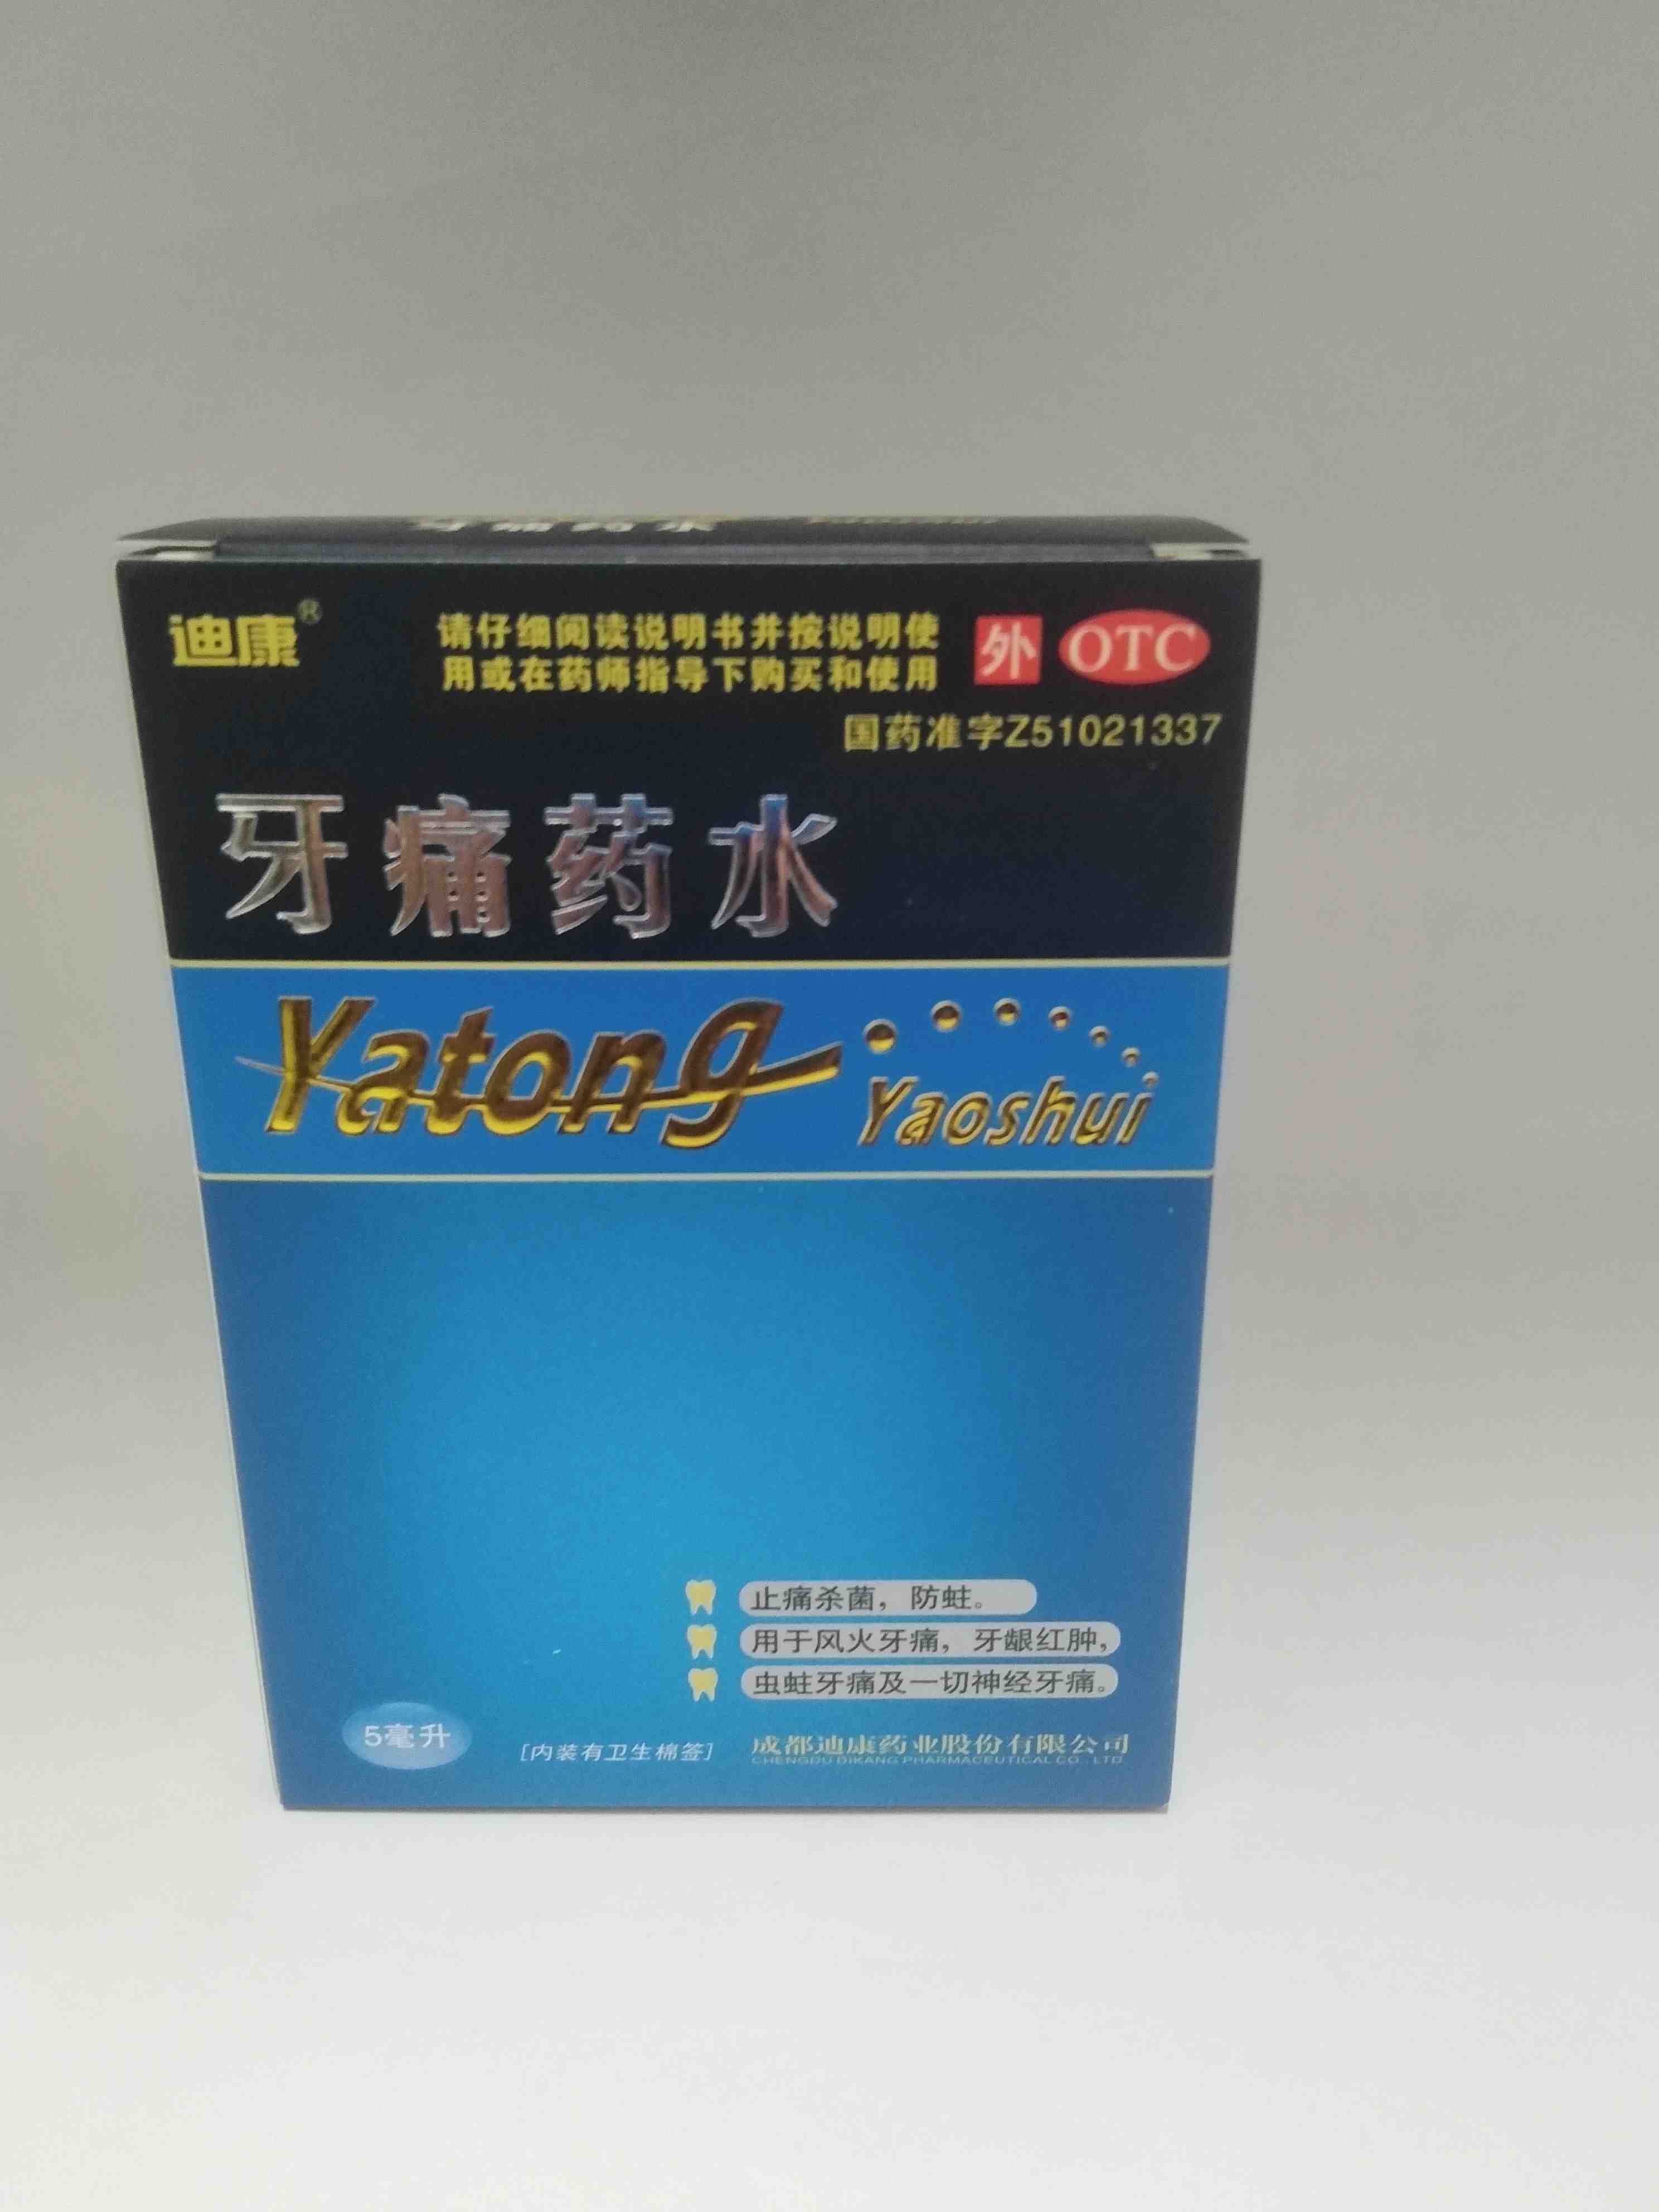 牙痛药水 Yaoshui
迪康®
请仔细阅读说明书并按说明使
用或在药师指导下购买和使用
外 OTC
国药准字Z51021337
牙痛药水
Yatong
Yaoshui
止痛杀菌，防蛀。
用于风火牙痛，牙龈红肿，
虫蛀牙痛及一切神经牙痛。
5毫升
[内装有卫生棉签]
成都迪康药业股份有限公司
CHENGDU DIKANG PHARMACEUTICAL CO., LTD